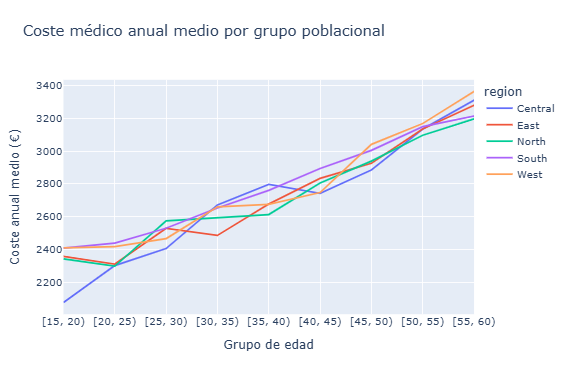 Coste médico anual medio por grupo poblacional
3400
3200
3000
2800
2600
2400
2200
Coste anual medio (€)
[15, 20) [20, 25) [25, 30) [30, 35) [35, 40) [40, 45) [45, 50) [50, 55) [55, 60)
Grupo de edad
region
Central
East
North
South
West